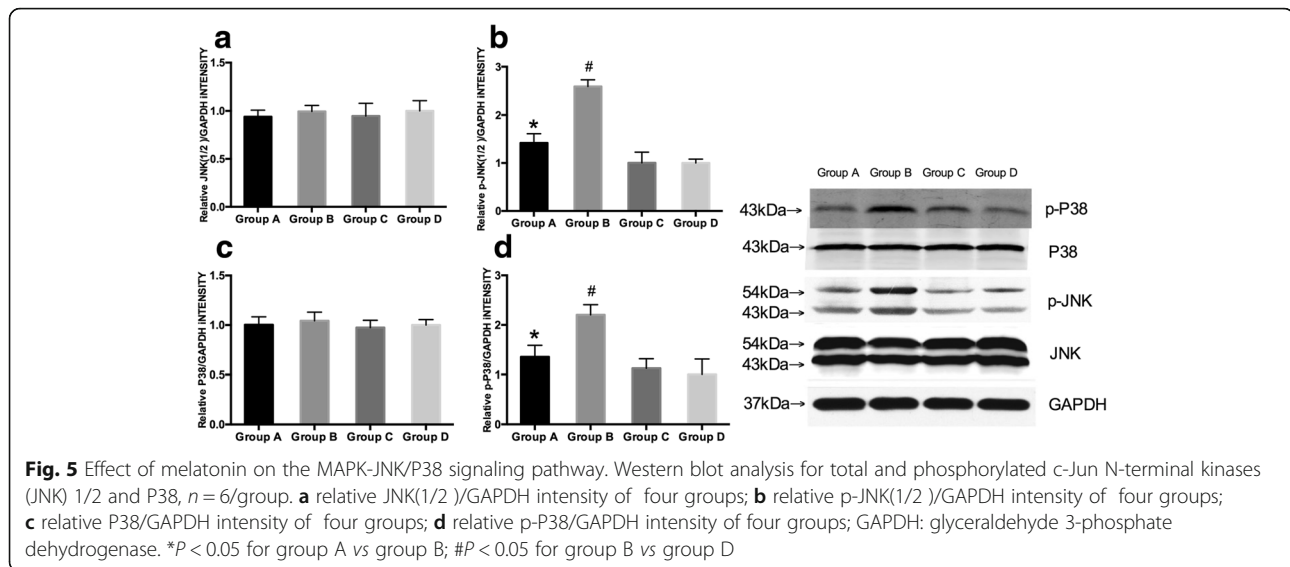 a
Relative JNK(1/2 )/GAPDH iNTENSITY
1.5
1.0
0.5
0.0
Group A Group B Group C Group D
b
Relative p-JNK(1/2 )/GAPDH iNTENSITY
3
2
1
0
*
#
Group A Group B Group C Group D
c
Relative P38/GAPDH iNTENSITY
1.5
1.0
0.5
0.0
Group A Group B Group C Group D
d
Relative p-P38/GAPDH iNTENSITY
3
2
1
0
*
#
Group A Group B Group C Group D
Group A Group B Group C Group D
43kDa→ p-P38
43kDa→ P38
54kDa→
p-JNK
43kDa→
54kDa→
JNK
43kDa→
37kDa→ GAPDH
Fig. 5 Effect of melatonin on the MAPK-JNK/P38 signaling pathway. Western blot analysis for total and phosphorylated c-Jun N-terminal kinases
(JNK) 1/2 and P38, n = 6/group. a relative JNK(1/2 )/GAPDH intensity of four groups; b relative p-JNK(1/2 )/GAPDH intensity of four groups;
c relative P38/GAPDH intensity of four groups; d relative p-P38/GAPDH intensity of four groups; GAPDH: glyceraldehyde 3-phosphate
dehydrogenase. *P < 0.05 for group A vs group B; #P < 0.05 for group B vs group D